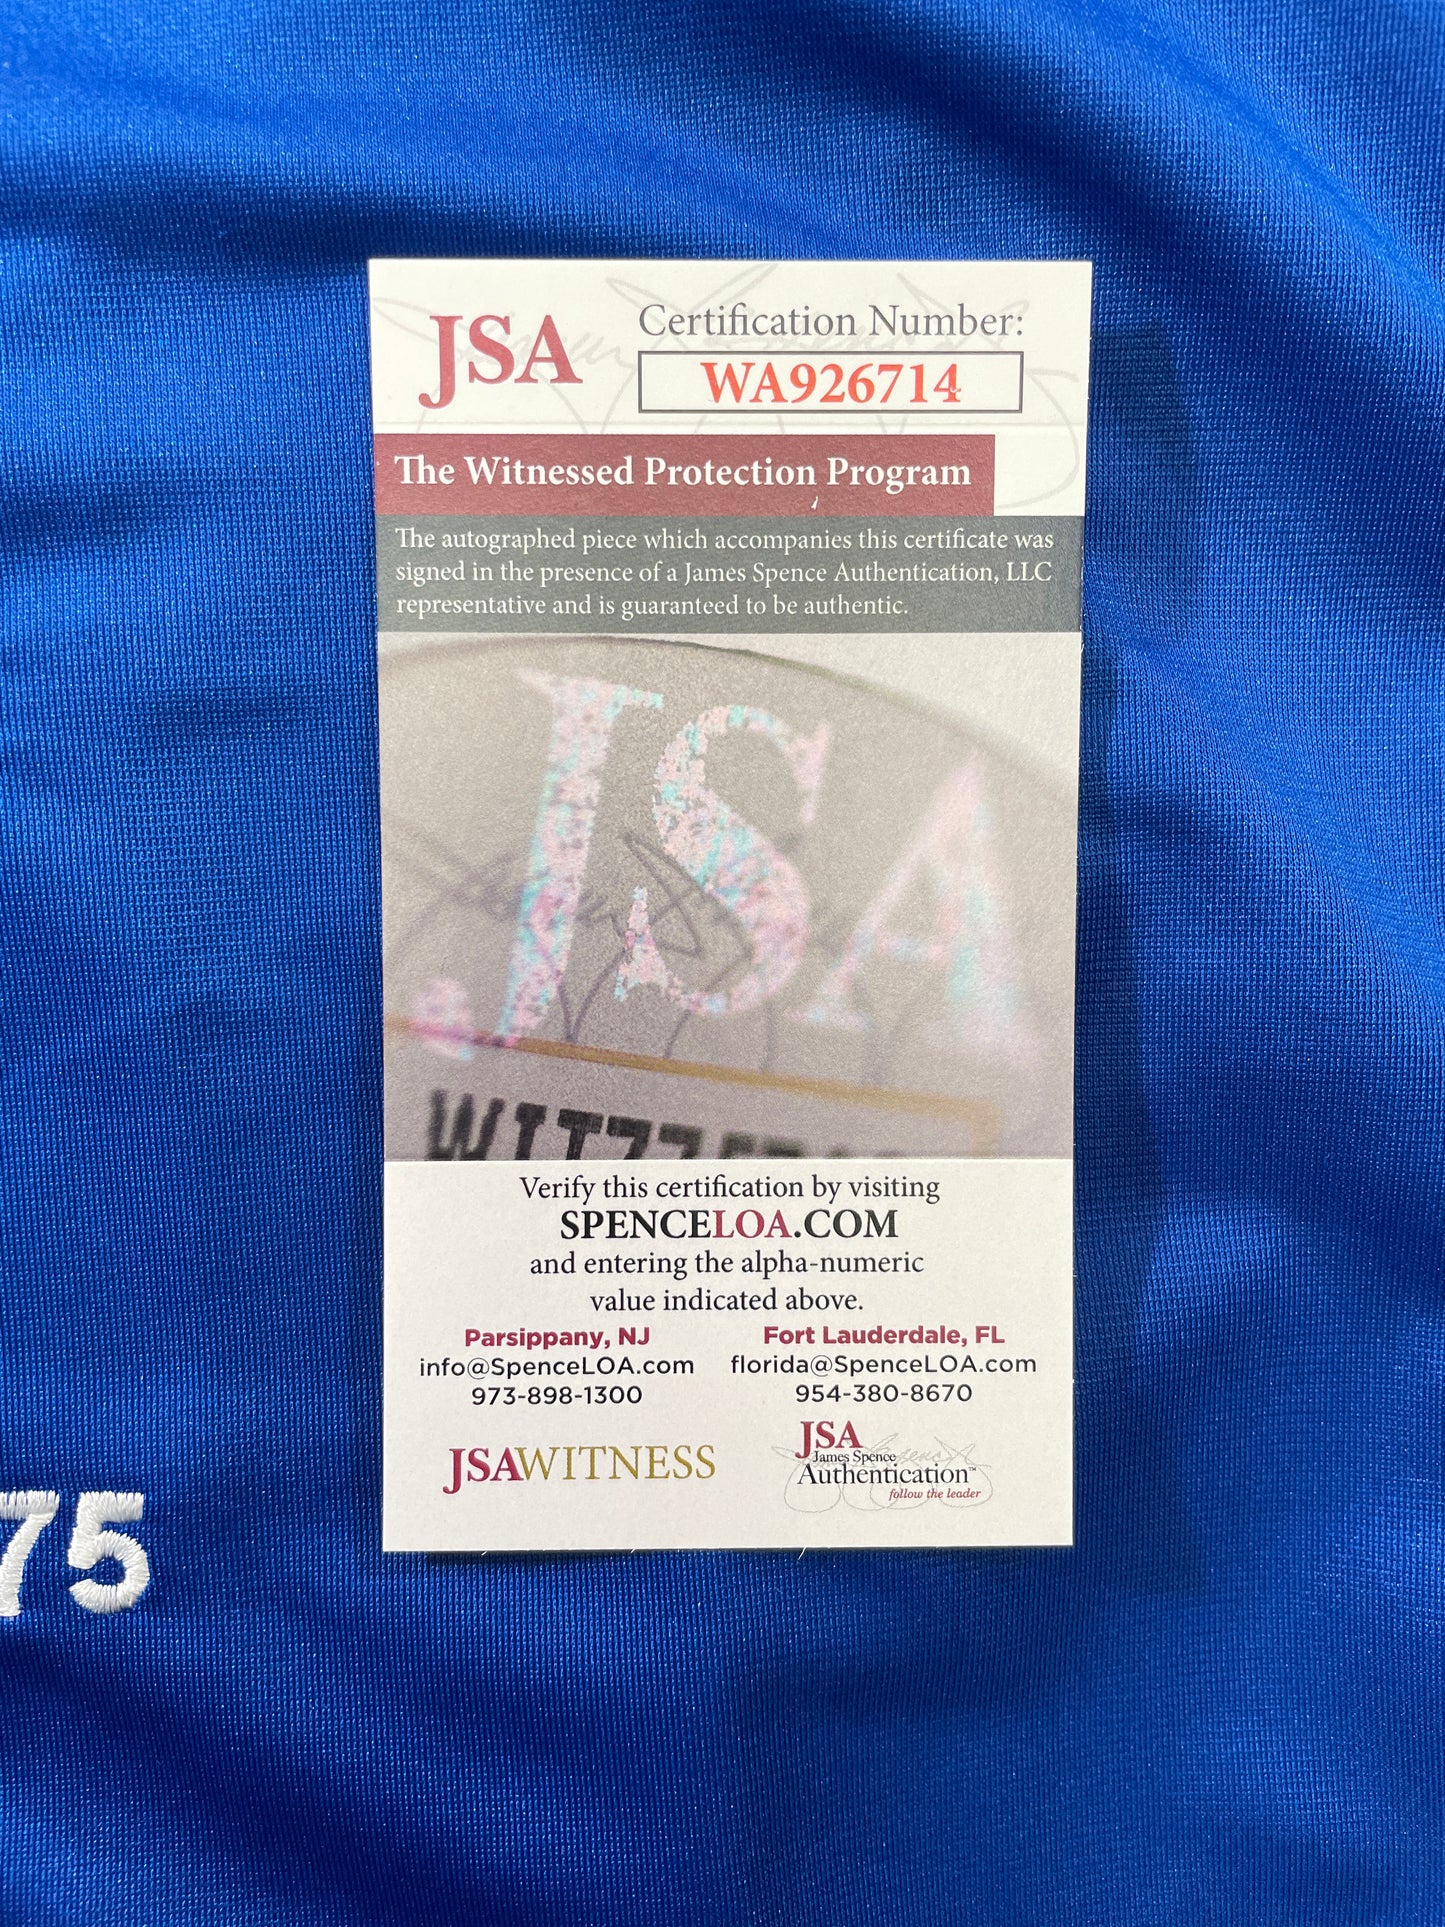 JSA
Certification Number:
WA926714
The Witnessed Protection Program
The autographed piece which accompanies this certificate was
signed in the presence of a James Spence Authentication, LLC
representative and is guaranteed to be authentic.
JSA
Verify this certification by visiting
SPENCELOA.COM
and entering the alpha-numeric
value indicated above.
Parsippany, NJ
info@SpenceLOA.com
973-898-1300
Fort Lauderdale, FL
florida@SpenceLOA.com
954-380-8670
JSAWITNESS
JSA
James Spence
Authentication™
follow the leader
75